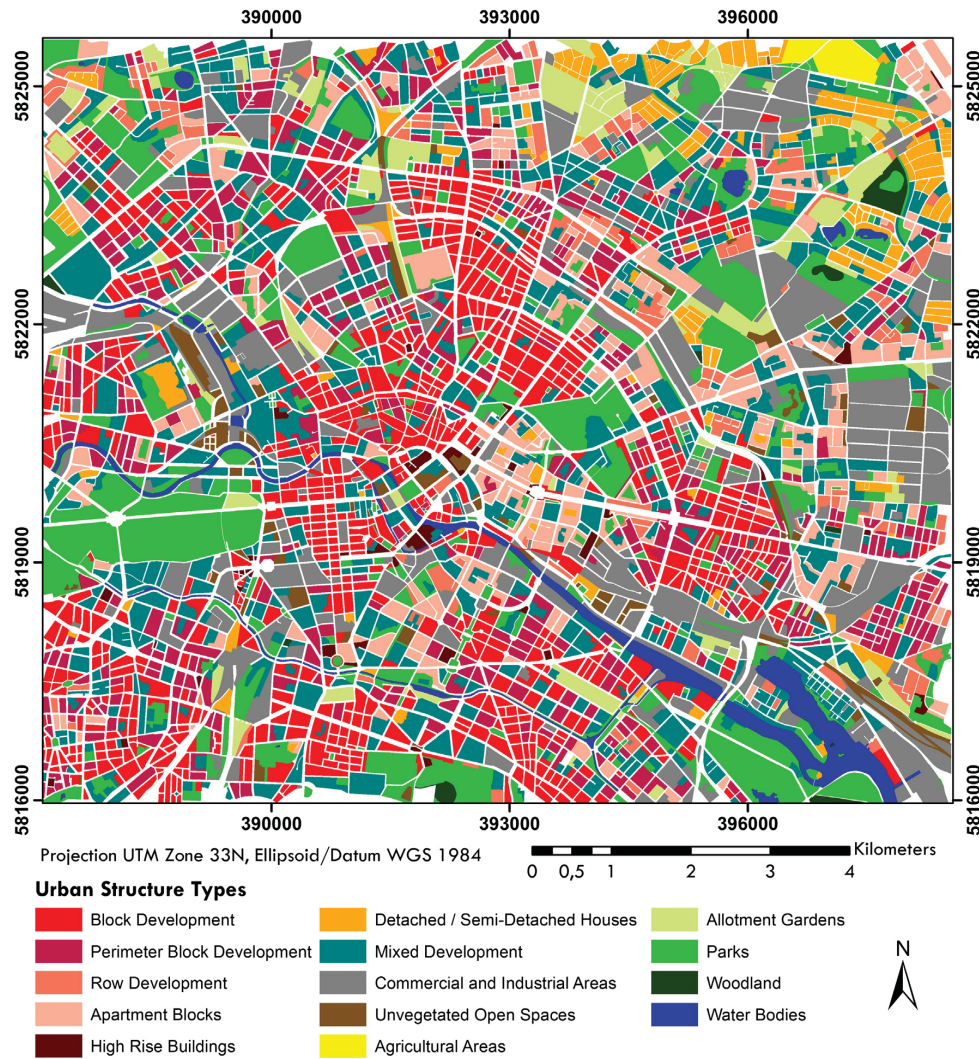 390000 393000 396000
5825000 5825000
5822000 5822000
5819000 5819000
5816000 5816000
390000 393000 396000
Projection UTM Zone 33N, Ellipsoid/Datum WGS 1984
Kilometers
0 0,5 1 2 3 4
Urban Structure Types
Block Development
Perimeter Block Development
Row Development
Apartment Blocks
High Rise Buildings
Detached / Semi-Detached Houses
Mixed Development
Commercial and Industrial Areas
Unvegetated Open Spaces
Agricultural Areas
Allotment Gardens
Parks
Woodland
Water Bodies
N